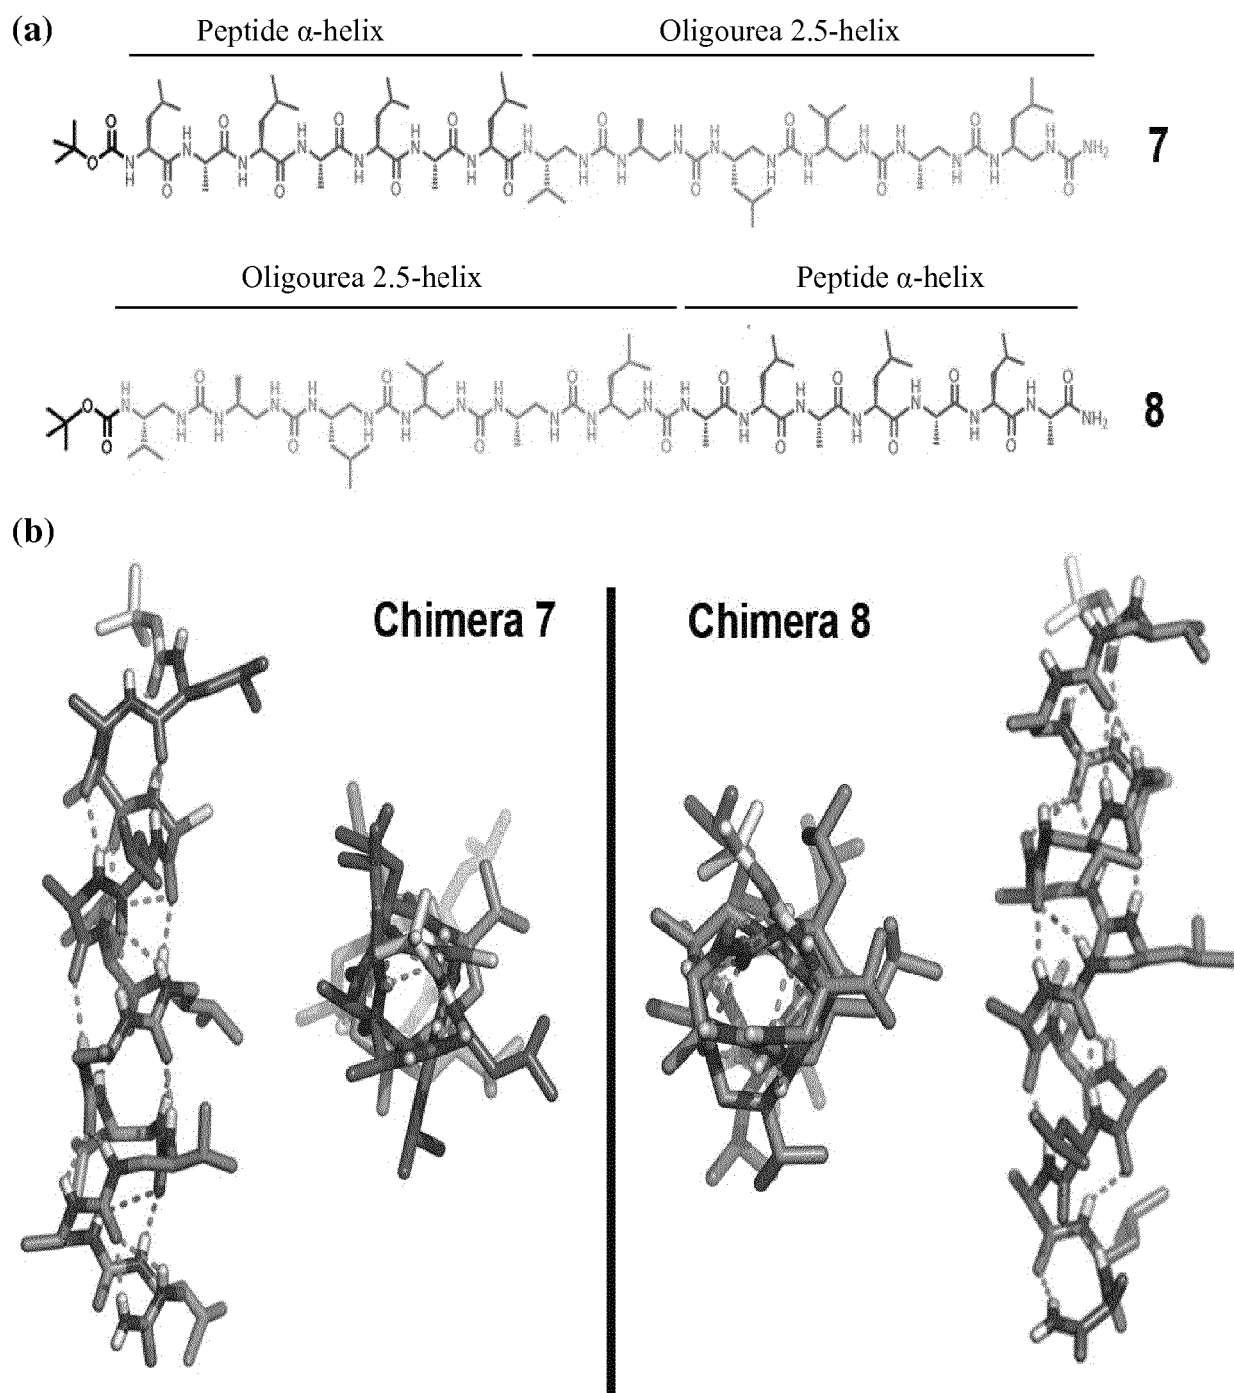 (a)
Peptide α-helix
Oligourea 2.5-helix
7
Oligourea 2.5-helix
Peptide α-helix
8
(b)
Chimera 7
Chimera 8